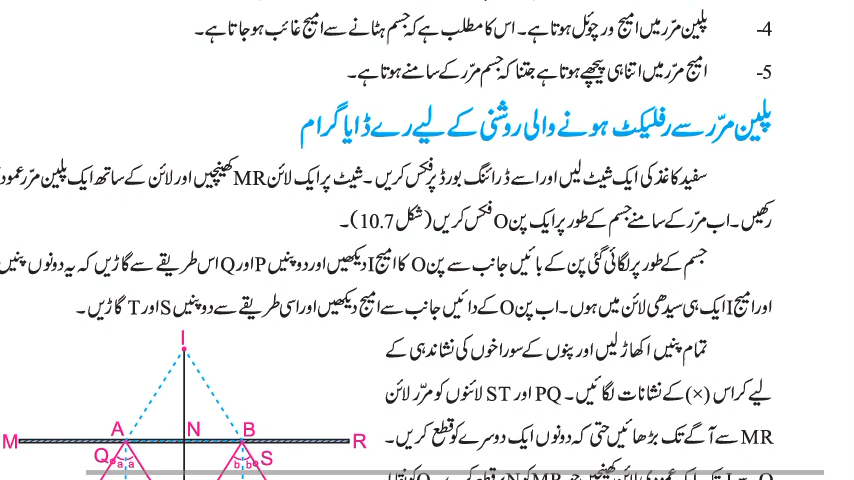 4- پلین مرّر میں امیج ورچوئل ہوتا ہے۔ اس کا مطلب ہے کہ جسم ہٹانے سے امیج غائب ہو جاتا ہے۔
5- امیج مرّر میں اتنا ہی پیچھے ہوتا ہے جتنا کہ جسم مرّر کے سامنے ہوتا ہے۔
پلین مرّر سے رفلیکٹ ہونے والی روشنی کے لیے رے ڈایا گرام
سفید کاغذ کی ایک شیٹ لیں اور اسے ڈرائنگ بورڈ پر فکس کریں۔ شیٹ پر ایک لائن MR کھینچیں اور لائن کے ساتھ ایک پلین مرّر
رکھیں۔ اب مرّر کے سامنے جسم کے طور پر ایک پن O فکس کریں (شکل 10.7)۔
جسم کے طور پر لگائی گئی پن کے بائیں جانب سے پن O کا امیج I دیکھیں اور دو پنیں P اور Q اس طریقے سے گاڑیں کہ یہ دونوں پنیں
اور امیج I ایک ہی سیدھی لائن میں ہوں۔ اب پن O کے دائیں جانب سے امیج دیکھیں اور اسی طریقے سے دو پنیں S اور T گاڑیں۔
تمام پنیں اکھاڑ لیں اور پنوں کے سوراخوں کی نشاندہی کے
لیے کراس (×) کے نشانات لگائیں۔ PQ اور ST لائنوں کو مرّر لائن
MR سے آگے تک بڑھائیں حتیٰ کہ دونوں ایک دوسرے کو قطع کریں۔
I
A N B
M R
Q a a b b S